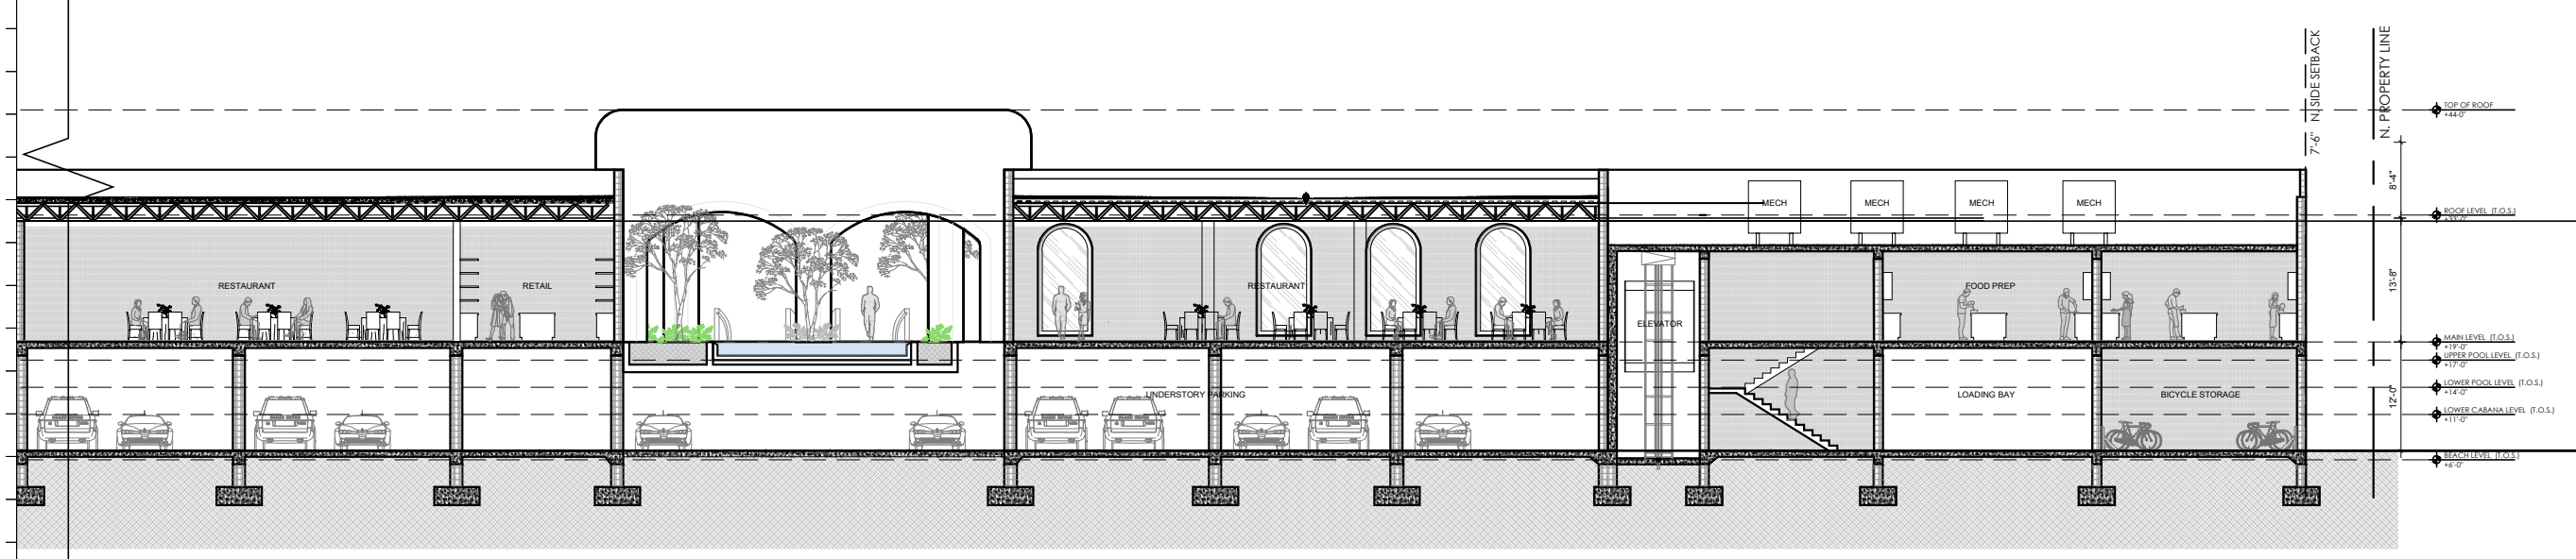 N. SIDE SETBACK
7'-6"
N. PROPERTY LINE
TOP OF ROOF
+44'-0"
8'-4"
MECH
MECH
MECH
MECH
ROOF LEVEL (T.O.S.)
RESTAURANT
RETAIL
RESTAURANT
FOOD PREP
13'-8"
ELEVATOR
MAIN LEVEL (T.O.S.)
+19'-0"
UPPER POOL LEVEL (T.O.S.)
+17'-0"
LOWER POOL LEVEL (T.O.S.)
+14'-0"
UNDERSTORY PARKING
LOADING BAY
BICYCLE STORAGE
12'-0"
LOWER CABANA LEVEL (T.O.S.)
+11'-0"
BEACH LEVEL (T.O.S.)
+6'-0"